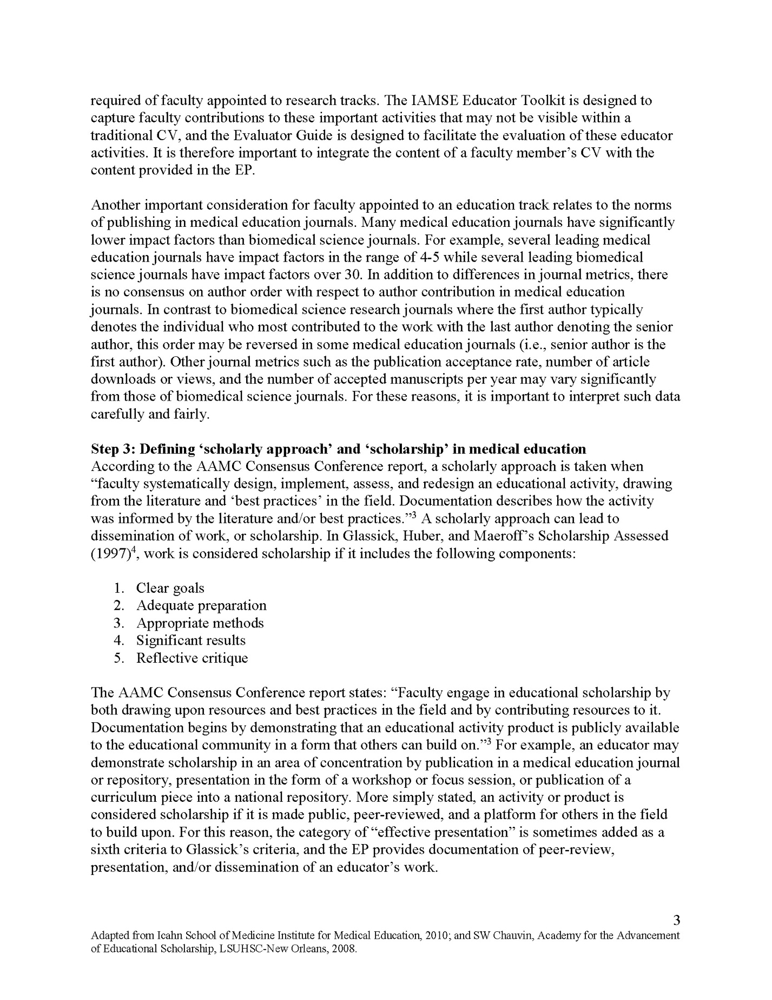 required of faculty appointed to research tracks. The IAMSE Educator Toolkit is designed to
capture faculty contributions to these important activities that may not be visible within a
traditional CV, and the Evaluator Guide is designed to facilitate the evaluation of these educator
activities. It is therefore important to integrate the content of a faculty member’s CV with the
content provided in the EP.
Another important consideration for faculty appointed to an education track relates to the norms
of publishing in medical education journals. Many medical education journals have significantly
lower impact factors than biomedical science journals. For example, several leading medical
education journals have impact factors in the range of 4-5 while several leading biomedical
science journals have impact factors over 30. In addition to differences in journal metrics, there
is no consensus on author order with respect to author contribution in medical education
journals. In contrast to biomedical science research journals where the first author typically
denotes the individual who most contributed to the work with the last author denoting the senior
author, this order may be reversed in some medical education journals (i.e., senior author is the
first author). Other journal metrics such as the publication acceptance rate, number of article
downloads or views, and the number of accepted manuscripts per year may vary significantly
from those of biomedical science journals. For these reasons, it is important to interpret such data
carefully and fairly.
Step 3: Defining ‘scholarly approach’ and ‘scholarship’ in medical education
According to the AAMC Consensus Conference report, a scholarly approach is taken when
“faculty systematically design, implement, assess, and redesign an educational activity, drawing
from the literature and ‘best practices’ in the field. Documentation describes how the activity
was informed by the literature and/or best practices.”3 A scholarly approach can lead to
dissemination of work, or scholarship. In Glassick, Huber, and Maeroff’s Scholarship Assessed
(1997)4, work is considered scholarship if it includes the following components:
1. Clear goals
2. Adequate preparation
3. Appropriate methods
4. Significant results
5. Reflective critique
The AAMC Consensus Conference report states: “Faculty engage in educational scholarship by
both drawing upon resources and best practices in the field and by contributing resources to it.
Documentation begins by demonstrating that an educational activity product is publicly available
to the educational community in a form that others can build on.”3 For example, an educator may
demonstrate scholarship in an area of concentration by publication in a medical education journal
or repository, presentation in the form of a workshop or focus session, or publication of a
curriculum piece into a national repository. More simply stated, an activity or product is
considered scholarship if it is made public, peer-reviewed, and a platform for others in the field
to build upon. For this reason, the category of “effective presentation” is sometimes added as a
sixth criteria to Glassick’s criteria, and the EP provides documentation of peer-review,
presentation, and/or dissemination of an educator’s work.
3
Adapted from Icahn School of Medicine Institute for Medical Education, 2010; and SW Chauvin, Academy for the Advancement
of Educational Scholarship, LSUHSC-New Orleans, 2008.